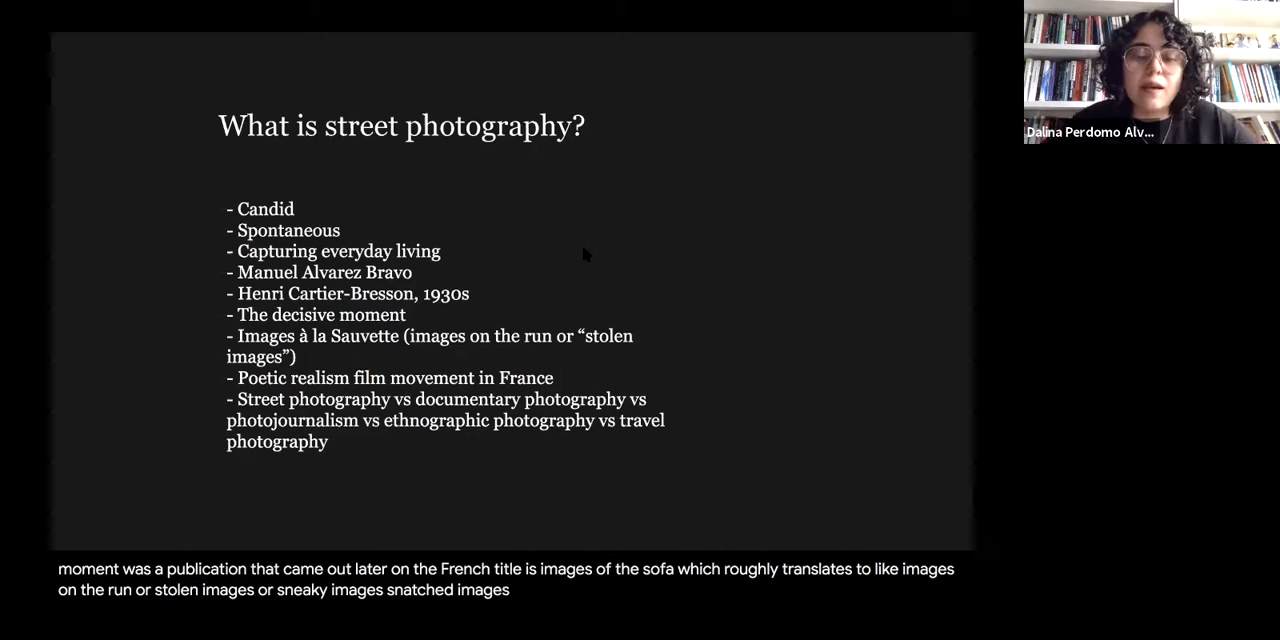 What is street photography?
- Candid
- Spontaneous
- Capturing everyday living
- Manuel Alvarez Bravo
- Henri Cartier-Bresson, 1930s
- The decisive moment
- Images à la Sauvette (images on the run or “stolen
images”)
- Poetic realism film movement in France
- Street photography vs documentary photography vs
photojournalism vs ethnographic photography vs travel
photography
Dalina Perdomo Alv...
moment was a publication that came out later on the French title is images of the sofa which roughly translates to like images
on the run or stolen images or sneaky images snatched images